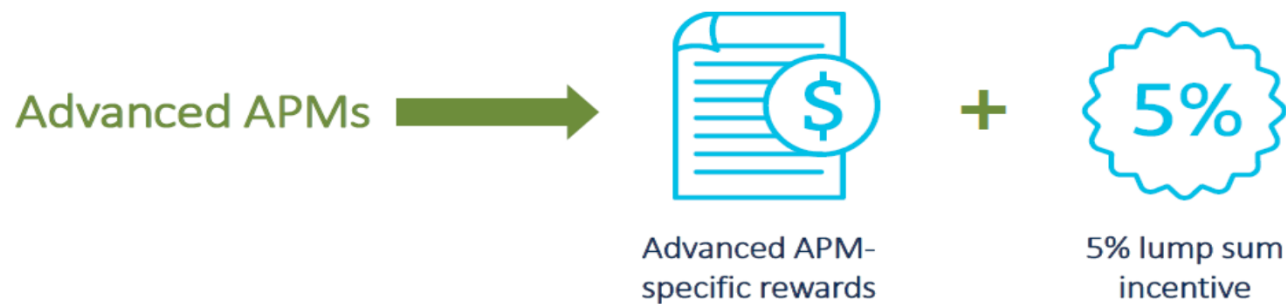 Advanced APMs
$
+
5%
Advanced APM-
specific rewards
5% lump sum
incentive